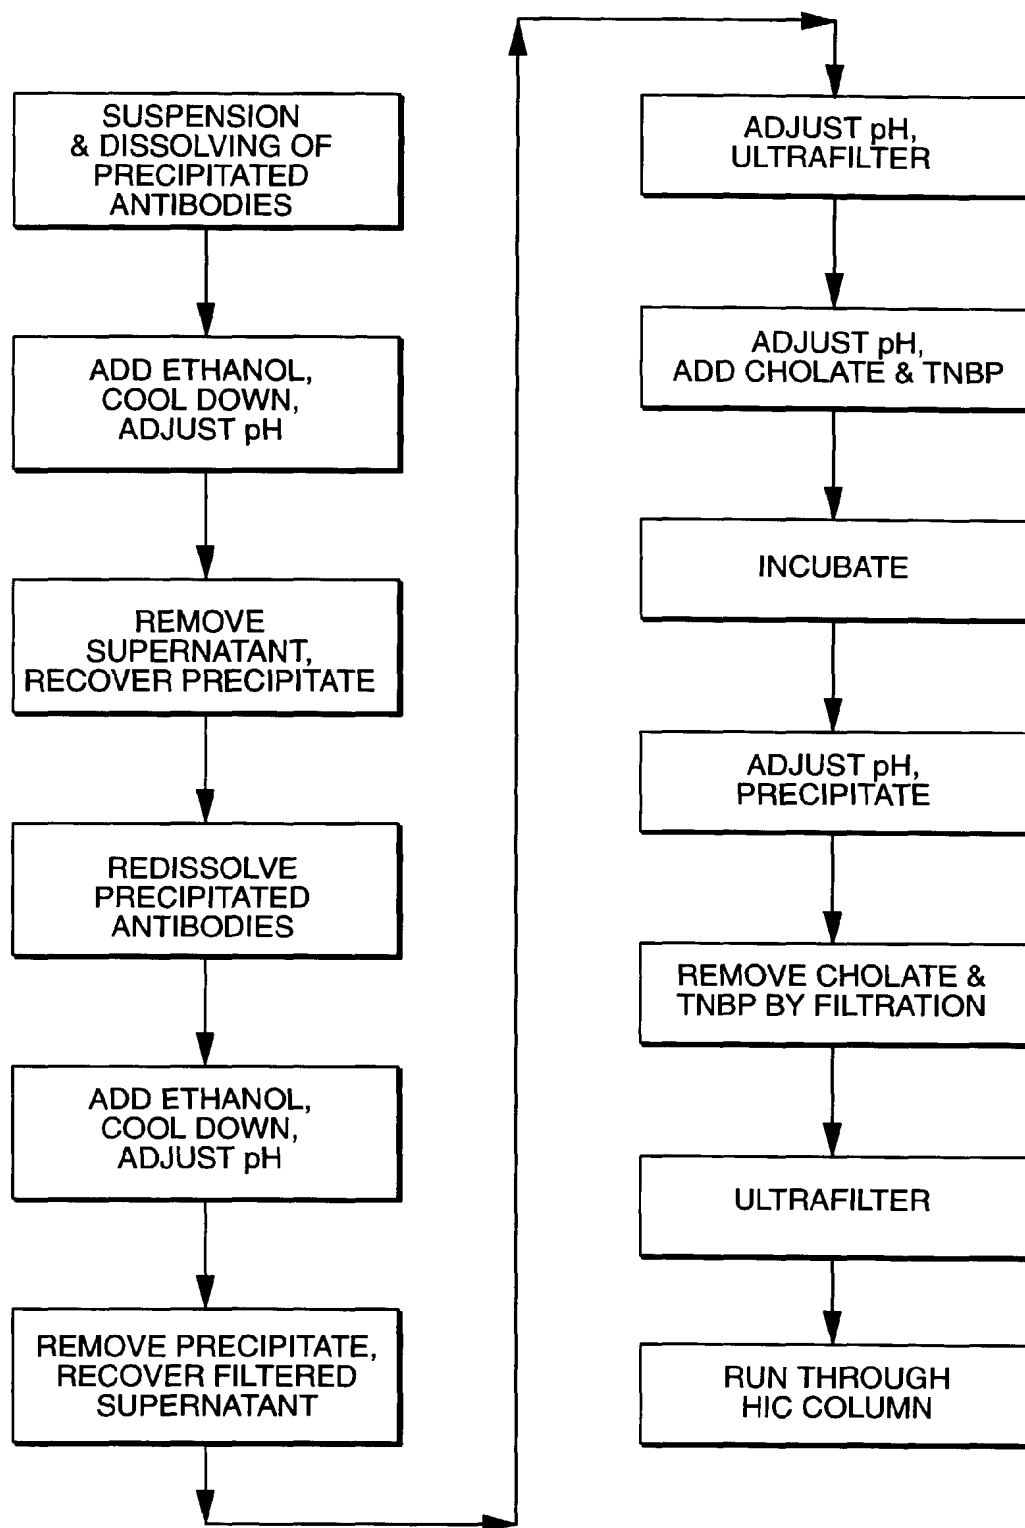 SUSPENSION
& DISSOLVING OF
PRECIPITATED
ANTIBODIES
ADD ETHANOL,
COOL DOWN,
ADJUST pH
REMOVE
SUPERNATANT,
RECOVER PRECIPITATE
REDISSOLVE
PRECIPITATED
ANTIBODIES
ADD ETHANOL,
COOL DOWN,
ADJUST pH
REMOVE PRECIPITATE,
RECOVER FILTERED
SUPERNATANT
ADJUST pH,
ULTRAFILTER
ADJUST pH,
ADD CHOLATE & TNBP
INCUBATE
ADJUST pH,
PRECIPITATE
REMOVE CHOLATE &
TNBP BY FILTRATION
ULTRAFILTER
RUN THROUGH
HIC COLUMN